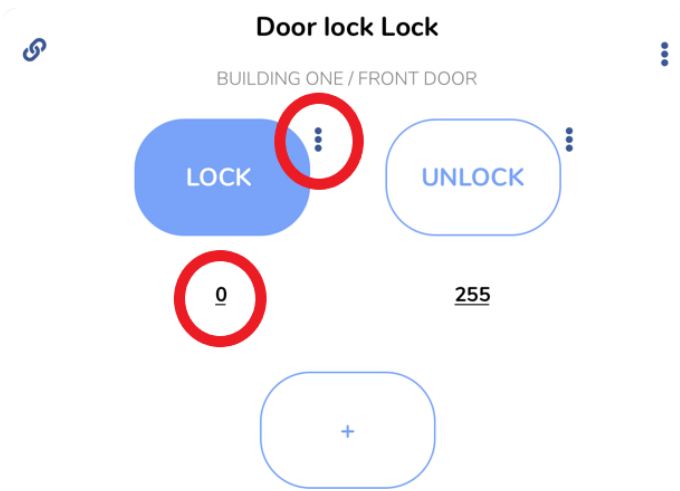 Door lock Lock
BUILDING ONE / FRONT DOOR
LOCK
UNLOCK
0
255
+